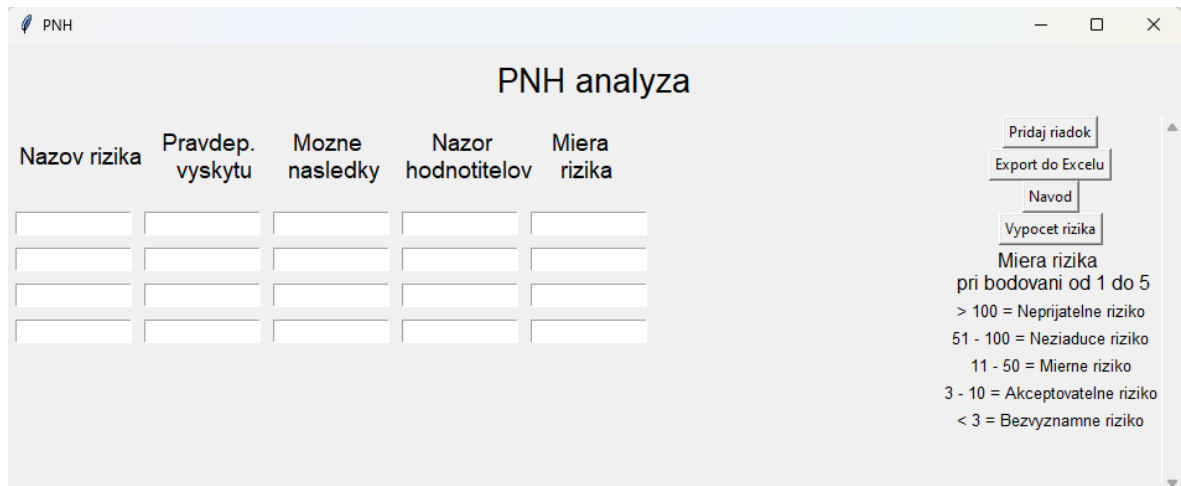 PNH
PNH analyza
Nazov rizika
Pravdep.
vyskytu
Mozne
nasledky
Nazor
hodnotitelov
Miera
rizika
Pridaj riadok
Export do Excelu
Navod
Vypocet rizika
Miera rizika
pri bodovani od 1 do 5
> 100 = Neprijatelne riziko
51 - 100 = Neziaduce riziko
11 - 50 = Mierne riziko
3 - 10 = Akceptovatelne riziko
< 3 = Bezvyznamne riziko